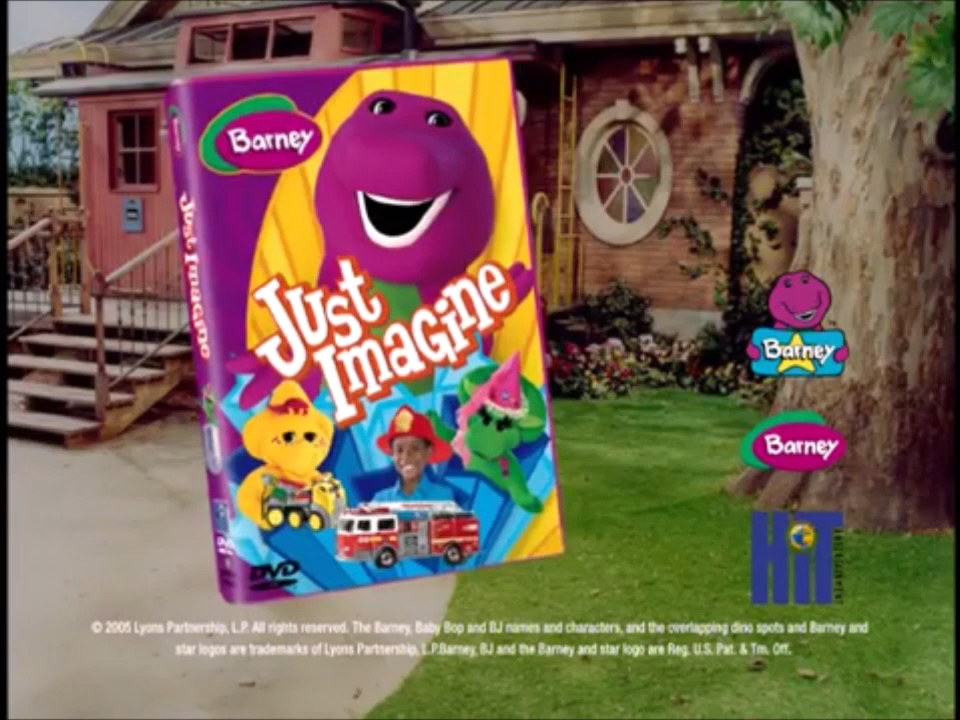 Barney
Just Imagine
Just
Imagine
DVD
Barney
Barney
HiT
© 2005 Lyons Partnership, L.P. All rights reserved. The Barney, Baby Bop and BJ names and characters, and the overlapping dino spots and Barney and
star logos are trademarks of Lyons Partnership, L.P.Barney, BJ and the Barney and star logo are Reg. U.S. Pat. & Tm. Off.